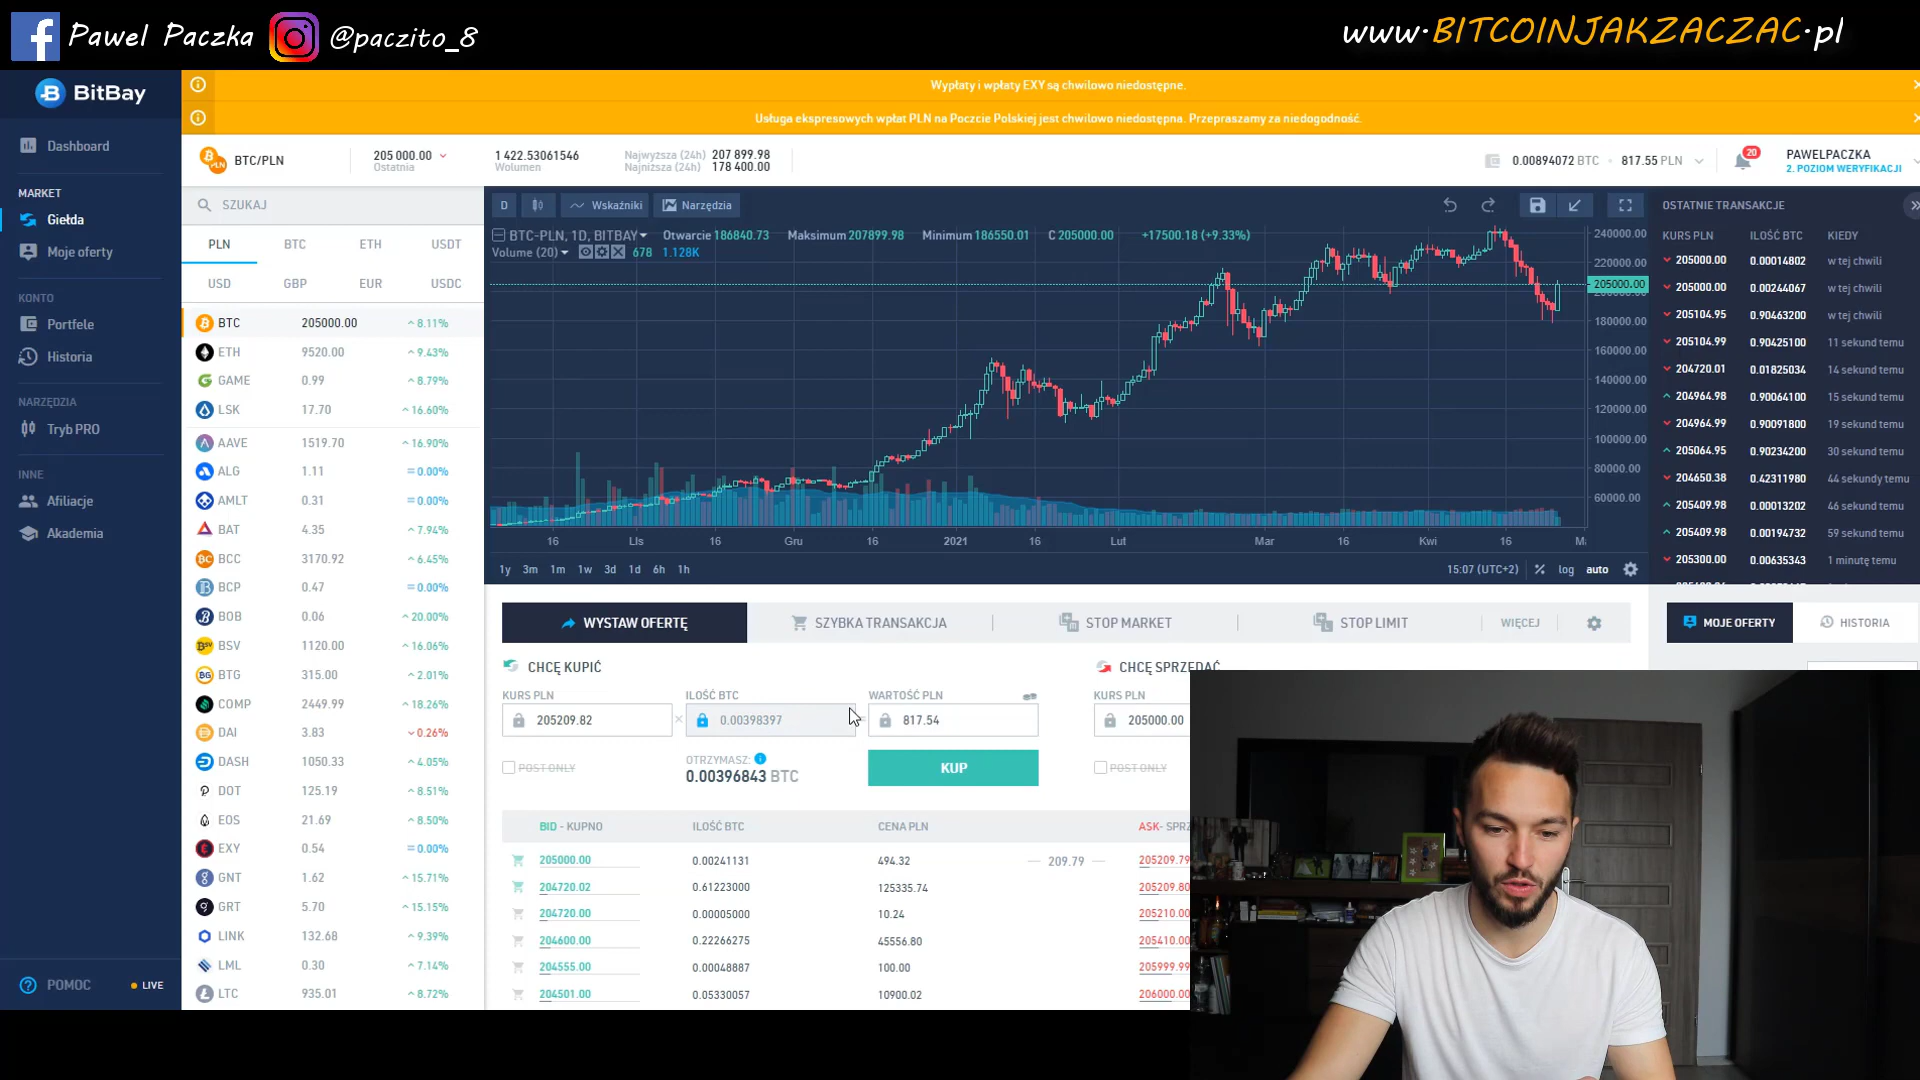 Pawel Paczka @paczito_8 www.BITCOINJAKZACZAC.pl
BitBay
Wypłaty i wpłaty EXY są chwilowo niedostępne.
Usługa ekspresowych wpłat PLN na Poczcie Polskiej jest chwilowo niedostępna. Przepraszamy za niedogodność.
Dashboard
MARKET
Giełda
Moje oferty
KONTO
Portfele
Historia
NARZĘDZIA
Tryb PRO
INNE
Afiliacje
Akademia
POMOC LIVE
BTC/PLN
205 000.00
Ostatnia
1 422.53061546
Wolumen
Najwyższa (24h) 207 899.98
Najniższa (24h) 178 400.00
0.00894072 BTC 817.55 PLN
20
PAWELPACZKA
2. POZIOM WERYFIKACJI
SZUKAJ
PLN BTC ETH USDT
USD GBP EUR USDC
BTC 205000.00 8.11%
ETH 9520.00 9.43%
GAME 0.99 8.79%
LSK 17.70 16.60%
AAVE 1519.70 16.90%
ALG 1.11 =0.00%
AMLT 0.31 =0.00%
BAT 4.35 7.94%
BCC 3170.92 6.45%
BCP 0.47 =0.00%
BOB 0.06 20.00%
BSV 1120.00 16.06%
BTG 315.00 2.01%
COMP 2449.99 18.26%
DAI 3.83 0.26%
DASH 1050.33 4.05%
DOT 125.19 8.51%
EOS 21.69 8.50%
EXY 0.54 =0.00%
GNT 1.62 15.71%
GRT 5.70 15.15%
LINK 132.68 9.39%
LML 0.30 7.14%
LTC 935.01 8.72%
D Wskaźniki Narzędzia
BTC-PLN, 1D, BITBAY Otwarcie 186840.73 Maksimum 207899.98 Minimum 186550.01 C 205000.00 +17500.18 (+9.33%)
Volume (20) 678 1.128K
240000.00
220000.00
205000.00
180000.00
160000.00
140000.00
120000.00
100000.00
80000.00
60000.00
16 Lis 16 Gru 16 2021 16 Lut Mar 16 Kwi 16
1y 3m 1m 1w 3d 1d 6h 1h 15:07 (UTC+2) % log auto
OSTATNIE TRANSAKCJE
KURS PLN ILOŚĆ BTC KIEDY
205000.00 0.00014802 w tej chwili
205000.00 0.00244067 w tej chwili
205104.95 0.90463200 w tej chwili
205104.99 0.90425100 11 sekund temu
204720.01 0.01825034 14 sekund temu
204964.98 0.90064100 15 sekund temu
204964.99 0.90091800 19 sekund temu
205064.95 0.90234200 30 sekund temu
204650.38 0.42311980 44 sekundy temu
205409.98 0.00013202 46 sekund temu
205409.98 0.00194732 59 sekund temu
205300.00 0.00635343 1 minutę temu
WYSTAW OFERTĘ SZYBKA TRANSAKCJA STOP MARKET STOP LIMIT WIĘCEJ
MOJE OFERTY HISTORIA
CHCĘ KUPIĆ CHCĘ SPRZEDAĆ
KURS PLN ILOŚĆ BTC WARTOŚĆ PLN KURS PLN
205209.82 0.00398397 817.54 205000.00
POST ONLY OTRZYMASZ: KUP POST ONLY
0.00396843 BTC
BID - KUPNO ILOŚĆ BTC CENA PLN ASK-
205000.00 0.00241131 494.32 209.79 205209.79
204720.02 0.61223000 125335.74 205209.80
204720.00 0.00005000 10.24 205210.00
204600.00 0.22266275 45556.80 205410.00
204555.00 0.00048887 100.00 205999.99
204501.00 0.05330057 10900.02 206000.00